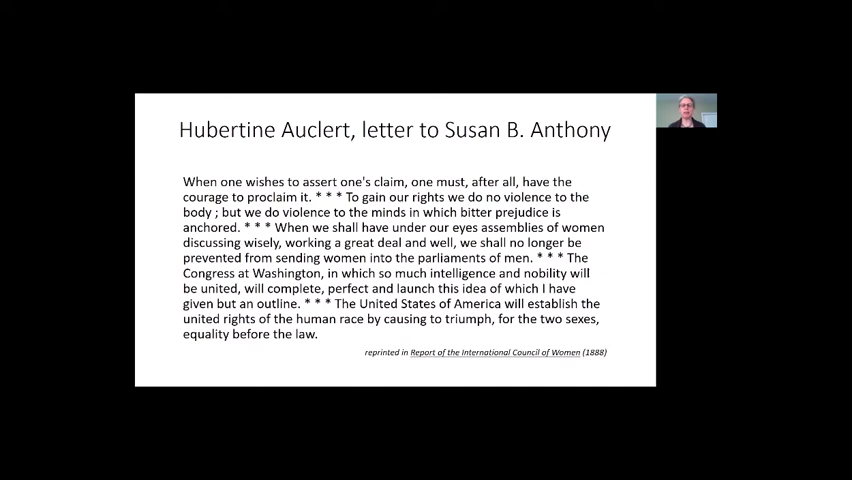 Hubertine Auclert, letter to Susan B. Anthony
When one wishes to assert one's claim, one must, after all, have the
courage to proclaim it. * * * To gain our rights we do no violence to the
body ; but we do violence to the minds in which bitter prejudice is
anchored. * * * When we shall have under our eyes assemblies of women
discussing wisely, working a great deal and well, we shall no longer be
prevented from sending women into the parliaments of men. * * * The
Congress at Washington, in which so much intelligence and nobility will
be united, will complete, perfect and launch this idea of which I have
given but an outline. * * * The United States of America will establish the
united rights of the human race by causing to triumph, for the two sexes,
equality before the law.
reprinted in Report of the International Council of Women (1888)